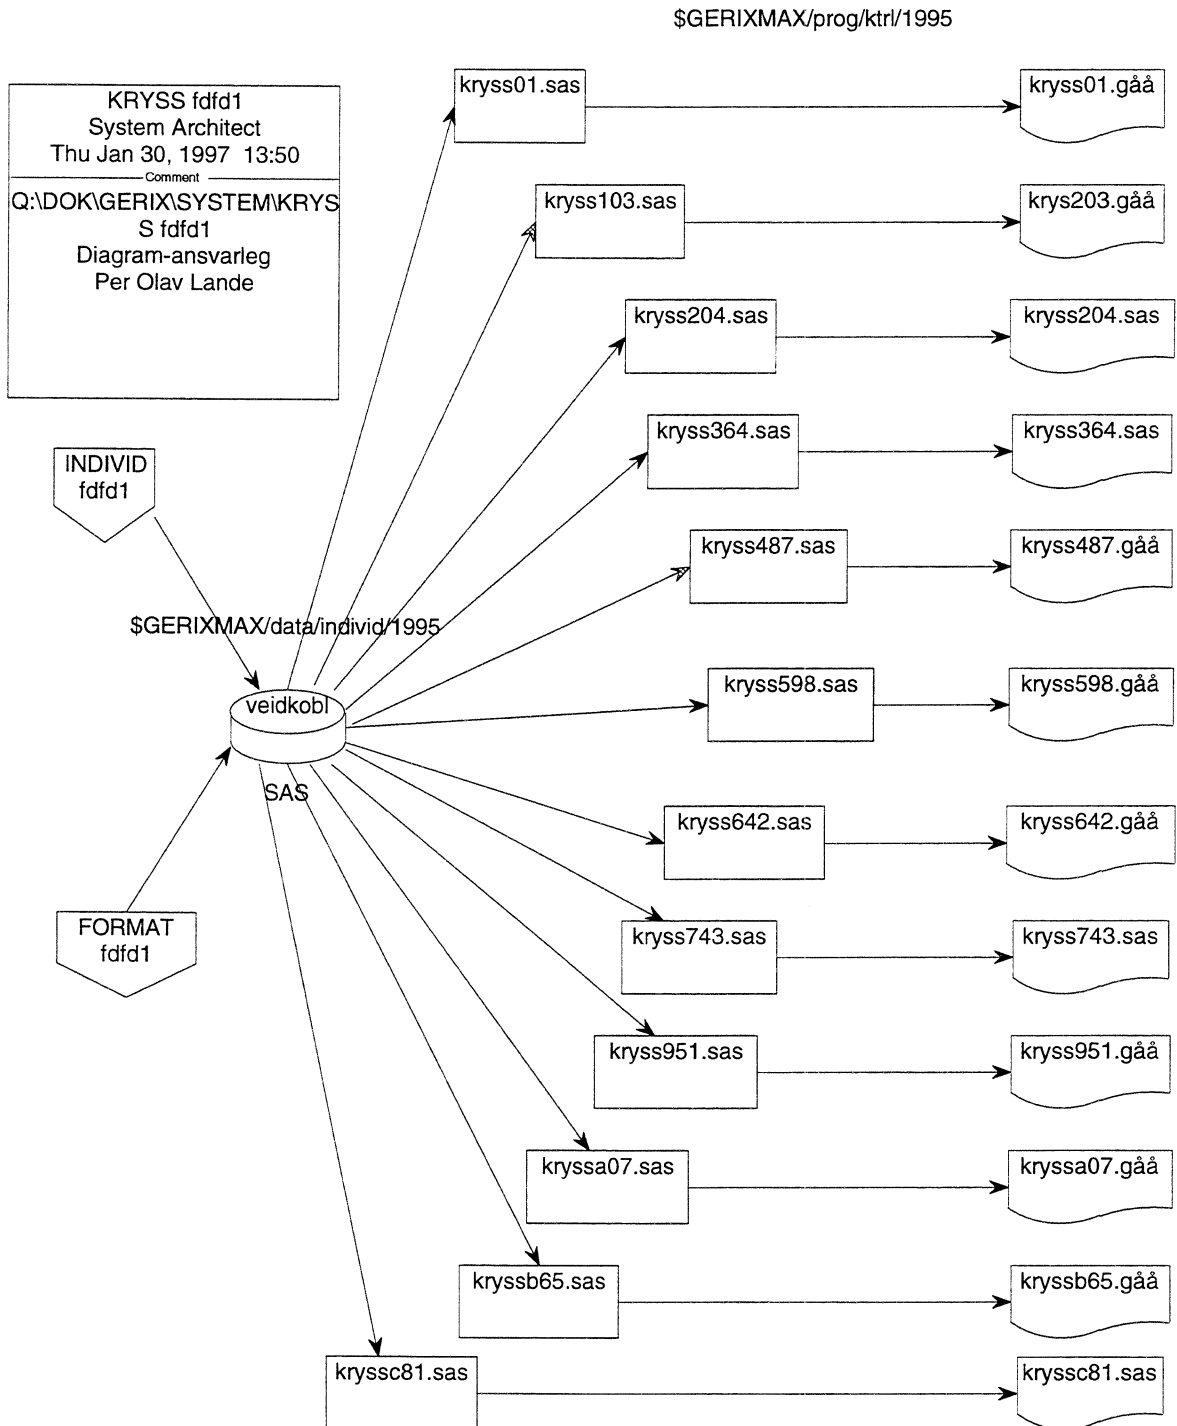 $GERIXMAX/prog/ktrl/1995
KRYSS fdfd1
System Architect
Thu Jan 30, 1997 13:50
Comment
Q:\DOK\GERIX\SYSTEM\KRYS
S fdfd1
Diagram-ansvarleg
Per Olav Lande
kryss01.sas
kryss01.gåå
kryss103.sas
krys203.gåå
kryss204.sas
kryss204.sas
kryss364.sas
kryss364.sas
INDIVID
fdfd1
kryss487.sas
kryss487.gåå
$GERIXMAX/data/individ/1995
veidkobl
SAS
kryss598.sas
kryss598.gåå
kryss642.sas
kryss642.gåå
FORMAT
fdfd1
kryss743.sas
kryss743.sas
kryss951.sas
kryss951.gåå
kryssa07.sas
kryssa07.gåå
kryssb65.sas
kryssb65.gåå
kryssc81.sas
kryssc81.sas